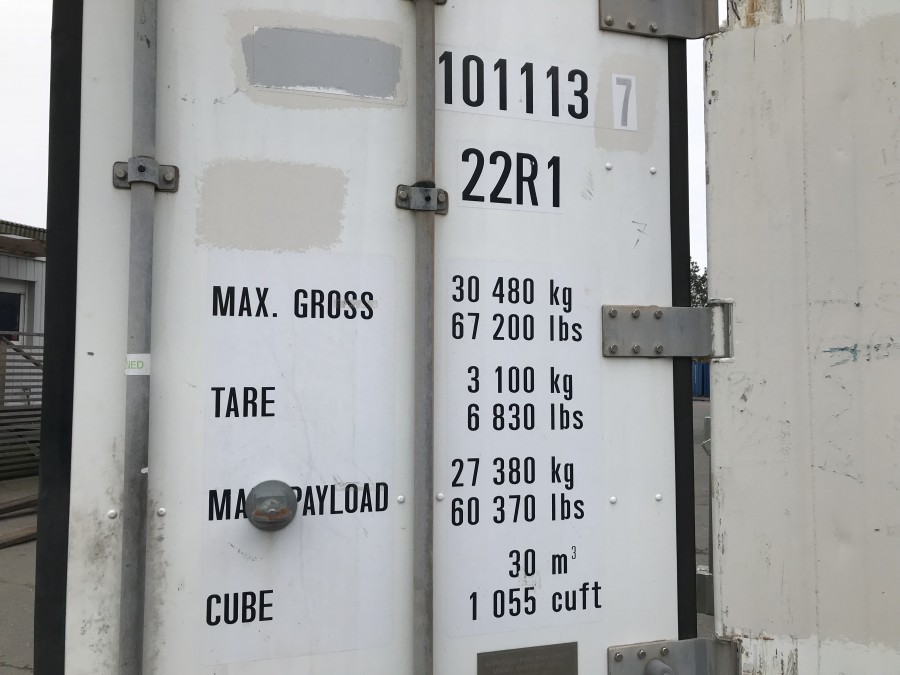 101113 7
22R1
MAX. GROSS 30 480 kg
67 200 lbs
TARE 3 100 kg
6 830 lbs
PAYLOAD 27 380 kg
60 370 lbs
30 m³
CUBE 1 055 cuft